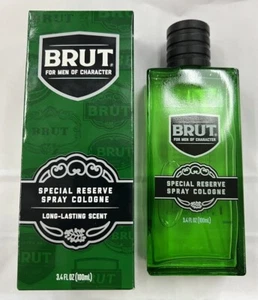 BRUT
FOR MEN OF CHARACTER
SPECIAL RESERVE
SPRAY COLOGNE
LONG-LASTING SCENT
3.4 FL OZ (100mL)
BRUT
FOR MEN OF CHARACTER
SPECIAL RESERVE
SPRAY COLOGNE
3.4 FL OZ (100mL)